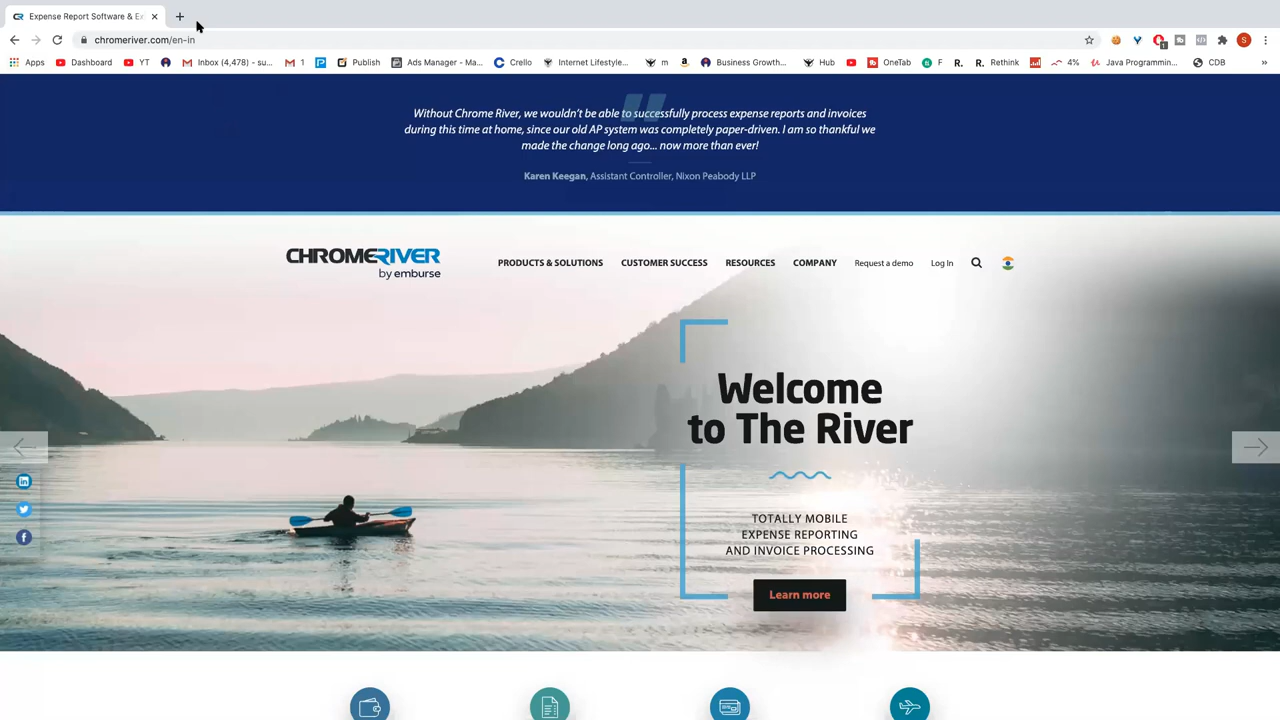 Expense Report Software & Ex
chromeriver.com/en-in
1
S
Apps
Dashboard
YT
Inbox (4,478) - su...
1
Publish
Ads Manager - Ma...
Crello
Internet Lifestyle...
m
Business Growth...
Hub
OneTab
F
R.
R. Rethink
4%
Java Programmin...
CDB
»
Without Chrome River, we wouldn't be able to successfully process expense reports and invoices
during this time at home, since our old AP system was completely paper-driven. I am so thankful we
made the change long ago... now more than ever!
Karen Keegan, Assistant Controller, Nixon Peabody LLP
CHROMERIVER
by emburse
PRODUCTS & SOLUTIONS
CUSTOMER SUCCESS
RESOURCES
COMPANY
Request a demo
Log In
Welcome
to The River
TOTALLY MOBILE
EXPENSE REPORTING
AND INVOICE PROCESSING
Learn more